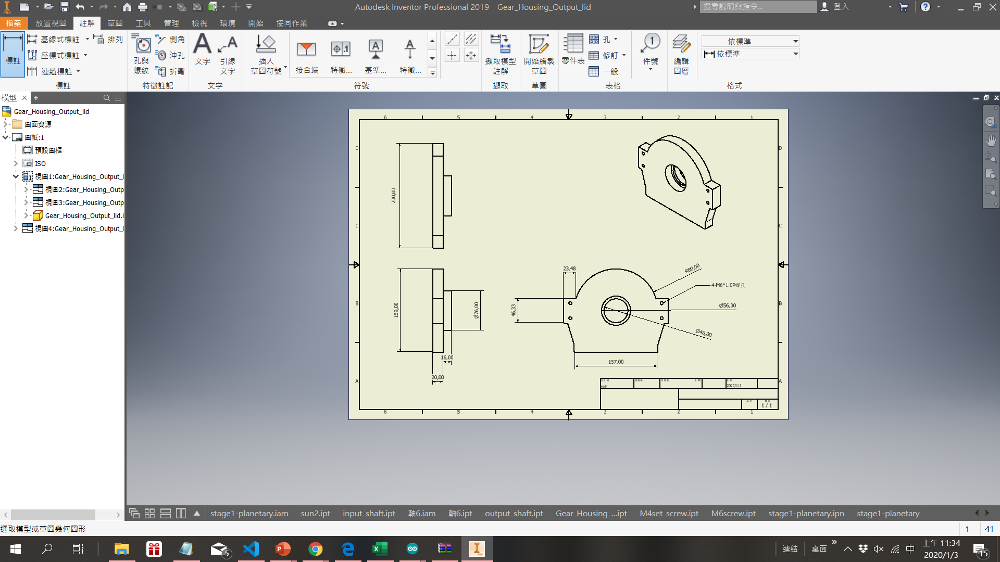 PRO
Autodesk Inventor Professional 2019 Gear_Housing_Output_lid
搜尋說明與指令...
登入
檔案 放置視圖 註解 草圖 工具 管理 檢視 環境 開始 協同作業
標註
基線式標註
排列
座標式標註
連續標註
標註
孔與
螺紋
倒角
沖孔
折彎
特徵註記
文字
引線
文字
文字
插入
草圖符號
接合端
特徵...
基準...
特徵...
符號
擷取模型
註解
擷取
開始繪製
草圖
草圖
零件表
孔
修訂
一般
表格
件號
編輯
圖層
依標準
依標準
格式
模型
Gear_Housing_Output_lid
圖面資源
圖紙:1
預設圖框
ISO
視圖1:Gear_Housing_Output_l
視圖2:Gear_Housing_Outp
視圖3:Gear_Housing_Outp
Gear_Housing_Output_lid.i
視圖4:Gear_Housing_Output_l
6 5 4 3 2 1
D D
C C
B B
A A
200,00
159,00
Ø76,00
16,00
20,00
23,48
46,33
R80,00
4-M6*1.0P螺孔
Ø56,00
Ø46,00
157,00
user
2020/1/3
1 / 1
6 5 4 3 2 1
stage1-planetary.iam sun2.ipt input_shaft.ipt 軸6.iam 軸6.ipt output_shaft.ipt Gear_Housing_...ipt M4set_screw.ipt M6screw.ipt stage1-planetary.ipn stage1-planetary
選取模型或草圖幾何圖形
1 41
5
連結
桌面
中
上午 11:34
2020/1/3
15